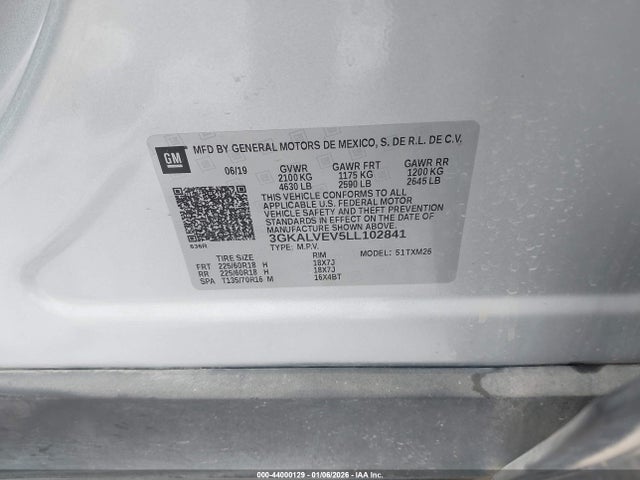 GM
MFD BY GENERAL MOTORS DE MEXICO, S. DE R.L. DE C.V.
06/19 GVWR GAWR FRT GAWR RR
2100 KG 1175 KG 1200 KG
4630 LB 2590 LB 2645 LB
THIS VEHICLE CONFORMS TO ALL
APPLICABLE U.S. FEDERAL MOTOR
VEHICLE SAFETY AND THEFT PREVENTION
STANDARDS IN EFFECT ON THE DATE OF
MANUFACTURE SHOWN ABOVE.
3GKALVEV5LL102841
TYPE: M.P.V. MODEL: 51TXM26
TIRE SIZE RIM
FRT 225/60R18 H 18X7J
RR 225/60R18 H 18X7J
SPA T135/70R16 M 16X4BT
000-44000129 - 01/06/2026 - IAA Inc.